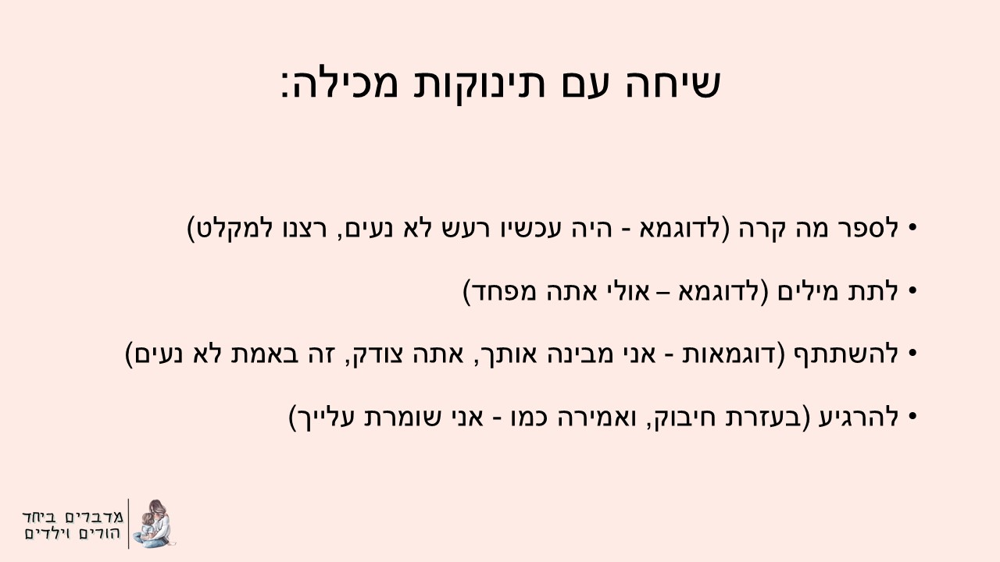 שיחה עם תינוקות מכילה:
• לספר מה קרה (לדוגמא - היה עכשיו רעש לא נעים, רצנו למקלט)
• לתת מילים (לדוגמא – אולי אתה מפחד)
• להשתתף (דוגמאות - אני מבינה אותך, אתה צודק, זה באמת לא נעים)
• להרגיע (בעזרת חיבוק, ואמירה כמו - אני שומרת עלייך)
מדברים ביחד
הורים וילדים